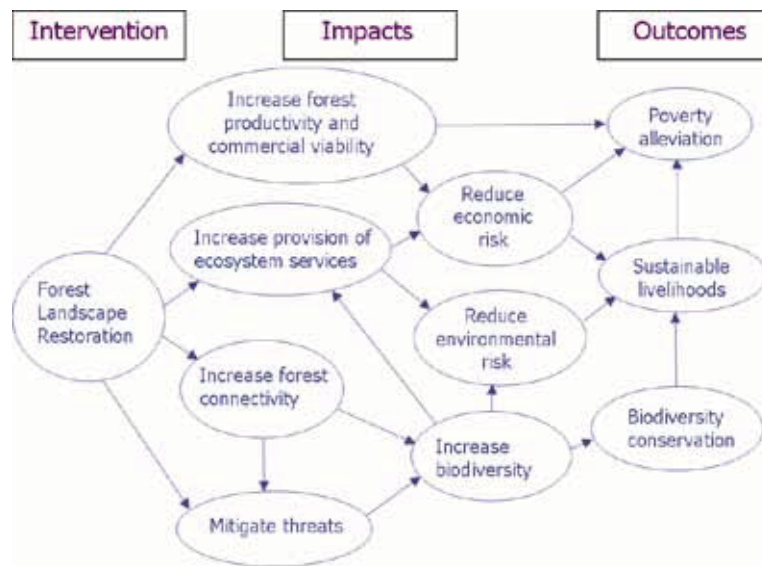 Intervention
Impacts
Outcomes
Increase forest
productivity and
commercial viability
Poverty
alleviation
Reduce
economic
risk
Increase provision of
ecosystem services
Sustainable
livelihoods
Forest
Landscape
Restoration
Reduce
environmental
risk
Increase forest
connectivity
Biodiversity
conservation
Increase
biodiversity
Mitigate threats